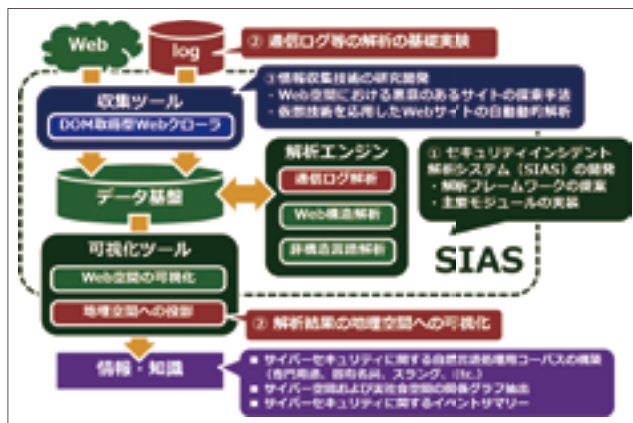 Web
log
② 通信ログ等の解析の基礎実験
収集ツール
DOM取得型Webクローラ
③情報収集技術の研究開発
- Web空間における悪意のあるサイトの探索手法
- 仮想技術を応用したWebサイトの自動動的解析
データ基盤
解析エンジン
通信ログ解析
Web構造解析
非構造言語解析
① セキュリティインシデント
解析システム（SIAS）の開発
・解析フレームワークの提案
・主要モジュールの実装
SIAS
可視化ツール
Web空間の可視化
地理空間への投影
② 解析結果の地理空間への可視化
情報・知識
■ サイバーセキュリティに関する自然言語処理用コーパスの構築
（専門用語、固有名詞、スラング、etc.）
■ サイバー空間および実社会空間の関係グラフ抽出
■ サイバーセキュリティに関するイベントサマリー